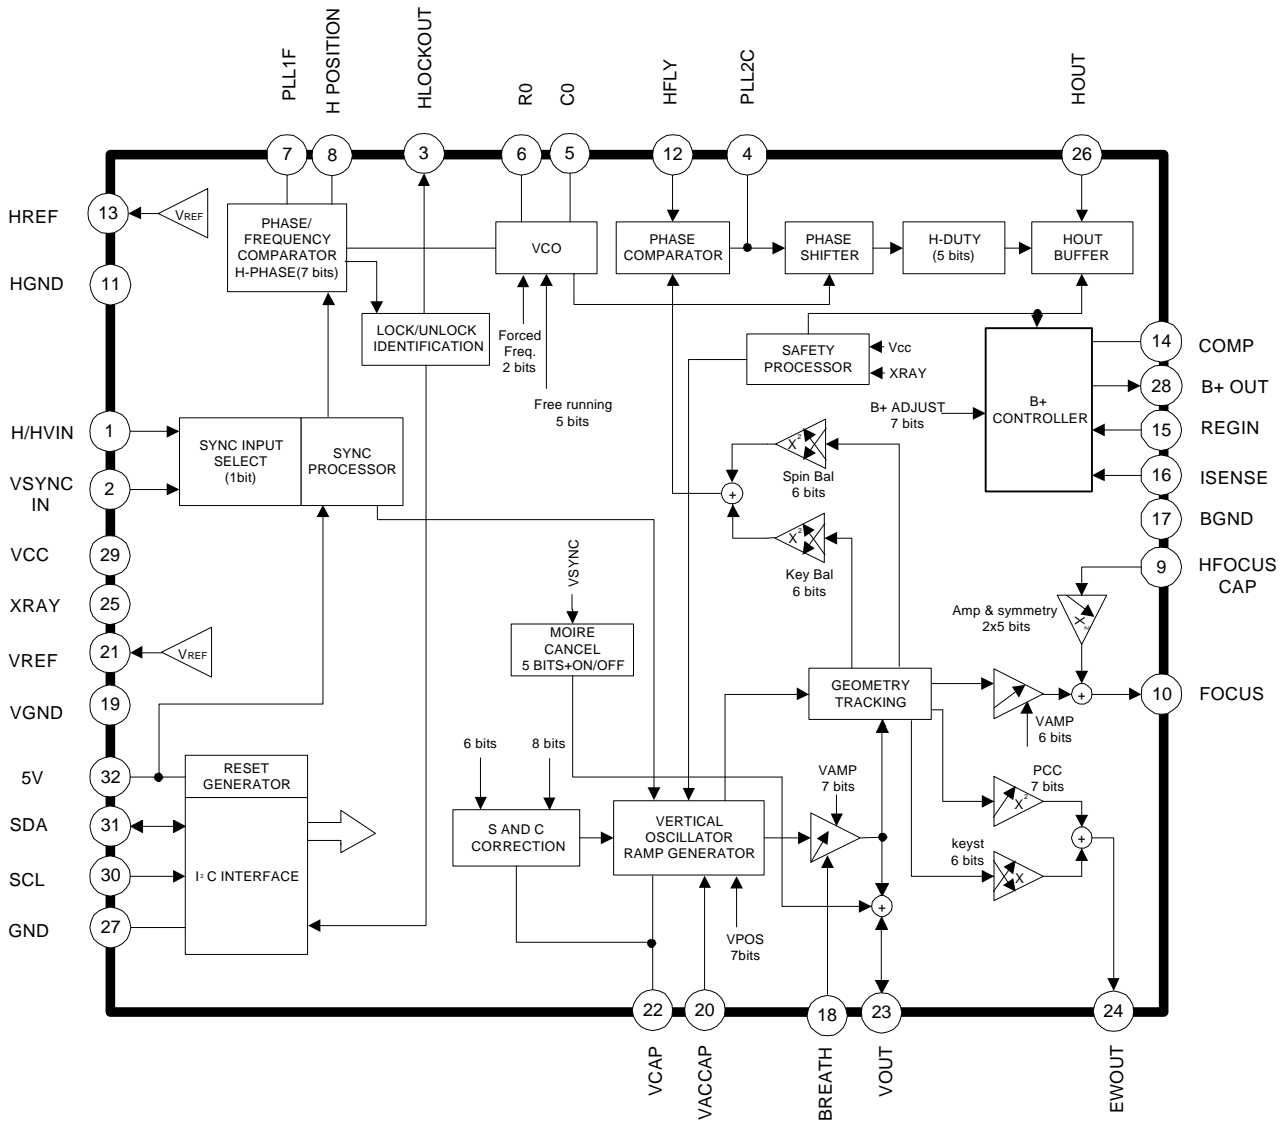 PLL1F
H POSITION
HLOCKOUT
R0
C0
HFLY
PLL2C
HOUT
7
8
3
6
5
12
4
26
HREF
13
VREF
HGND
11
PHASE/
FREQUENCY
COMPARATOR
H-PHASE(7 bits)
VCO
PHASE
COMPARATOR
PHASE
SHIFTER
H-DUTY
(5 bits)
HOUT
BUFFER
LOCK/UNLOCK
IDENTIFICATION
Forced
Freq.
2 bits
Free running
5 bits
SAFETY
PROCESSOR
Vcc
XRAY
B+ ADJUST
7 bits
B+
CONTROLLER
14
COMP
28
B+ OUT
15
REGIN
16
ISENSE
17
BGND
9
HFOCUS
CAP
H/HVIN
1
VSYNC
IN
2
SYNC INPUT
SELECT
(1bit)
SYNC
PROCESSOR
X²
Spin Bal
6 bits
+
X²
Key Bal
6 bits
VCC
29
XRAY
25
VREF
21
VREF
VGND
19
VSYNC
MOIRE
CANCEL
5 BITS+ON/OFF
Amp & symmetry
2x5 bits
X²
GEOMETRY
TRACKING
+
10
FOCUS
VAMP
6 bits
5V
32
RESET
GENERATOR
6 bits
8 bits
VAMP
7 bits
PCC
7 bits
X²
SDA
31
S AND C
CORRECTION
VERTICAL
OSCILLATOR
RAMP GENERATOR
+
keyst
6 bits
X
SCL
30
I²C INTERFACE
GND
27
+
VPOS
7bits
22
20
18
23
24
VCAP
VACCAP
BREATH
VOUT
EWOUT